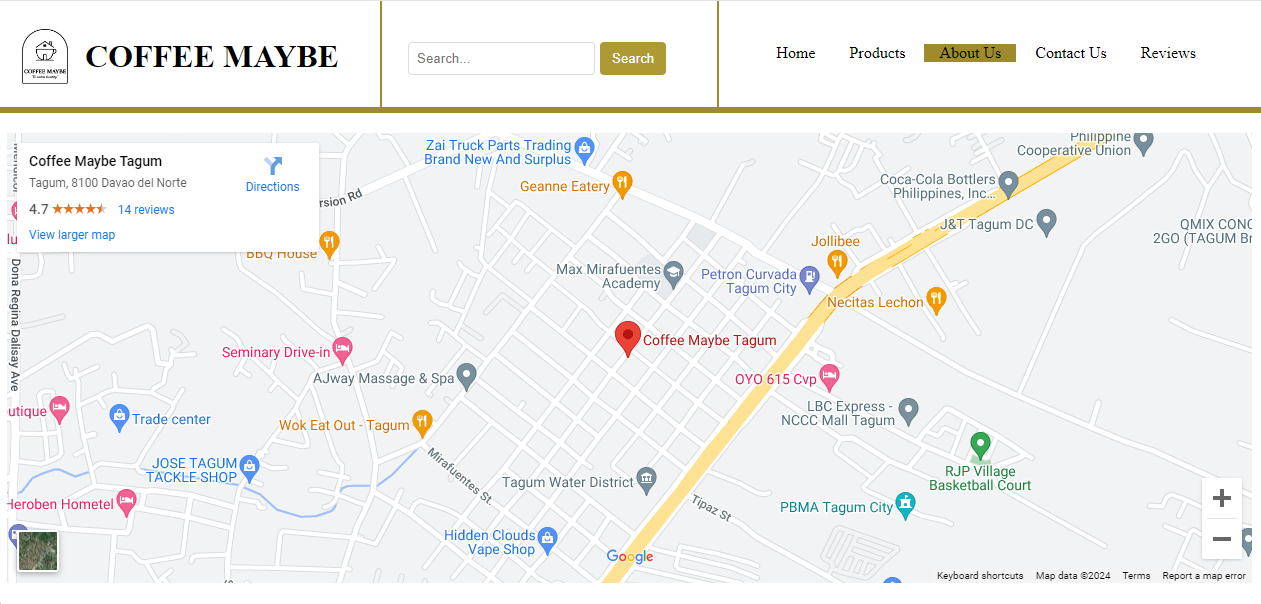 COFFEE MAYBE
COFFEE MAYBE
Search...
Search
Home
Products
About Us
Contact Us
Reviews
Coffee Maybe Tagum
Tagum, 8100 Davao del Norte
4.7
14 reviews
View larger map
Directions
Zai Truck Parts Trading
Brand New And Surplus
Philippine
Cooperative Union
Geanne Eatery
Coca-Cola Bottlers
Philippines, Inc...
rsion Rd
J&T Tagum DC
QMIX CONC
2GO (TAGUM Br
BBQ House
Jollibee
Max Mirafuentes
Academy
Petron Curvada
Tagum City
Necitas Lechon
Dona Regina Dalisay Ave
Coffee Maybe Tagum
Seminary Drive-in
AJway Massage & Spa
OYO 615 Cvp
utique
Trade center
LBC Express -
NCCC Mall Tagum
Wok Eat Out - Tagum
Mirafuentes St.
JOSE TAGUM
TACKLE SHOP
RJP Village
Basketball Court
Tagum Water District
Heroben Hometel
Tipaz St
PBMA Tagum City
Hidden Clouds
Vape Shop
Google
Keyboard shortcuts
Map data ©2024
Terms
Report a map error